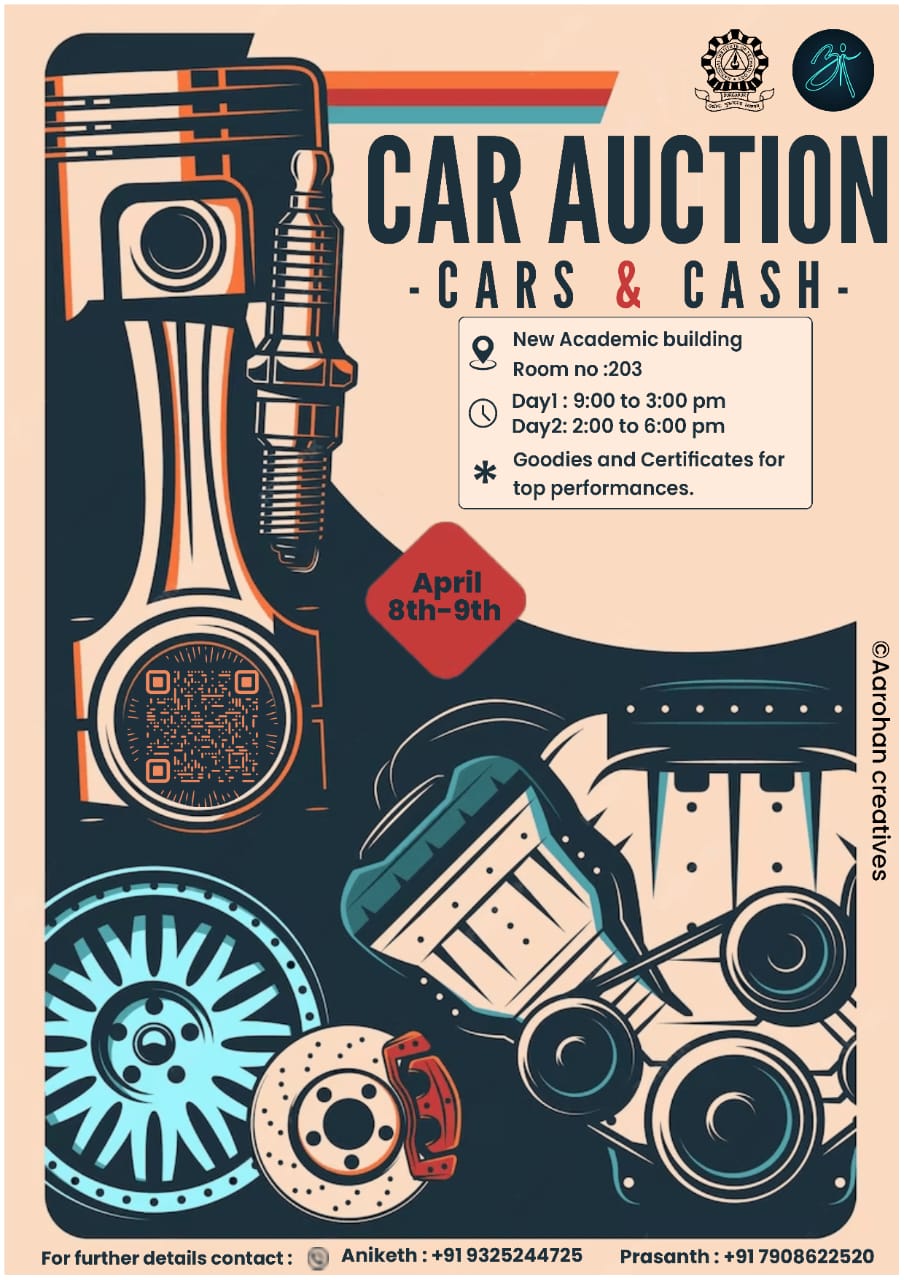 CAR AUCTION
-CARS & CASH-
New Academic building
Room no :203
Day1 : 9:00 to 3:00 pm
Day2: 2:00 to 6:00 pm
Goodies and Certificates for
top performances.
April
8th-9th
©Aarohan creatives
For further details contact : Aniketh : +91 9325244725 Prasanth : +91 7908622520